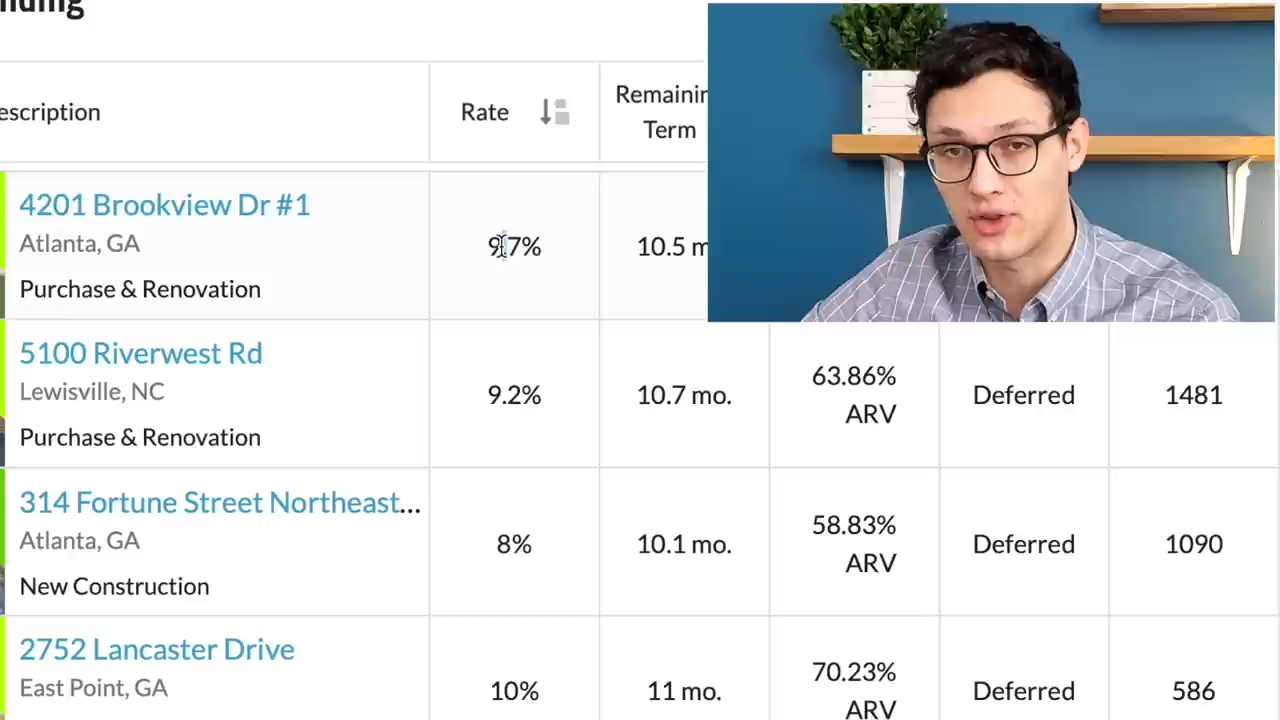 escription
Rate
Remainin
Term
4201 Brookview Dr #1
Atlanta, GA
Purchase & Renovation
9.7%
10.5 m
5100 Riverwest Rd
Lewisville, NC
Purchase & Renovation
9.2%
10.7 mo.
63.86%
ARV
Deferred
1481
314 Fortune Street Northeast...
Atlanta, GA
New Construction
8%
10.1 mo.
58.83%
ARV
Deferred
1090
2752 Lancaster Drive
East Point, GA
10%
11 mo.
70.23%
ARV
Deferred
586